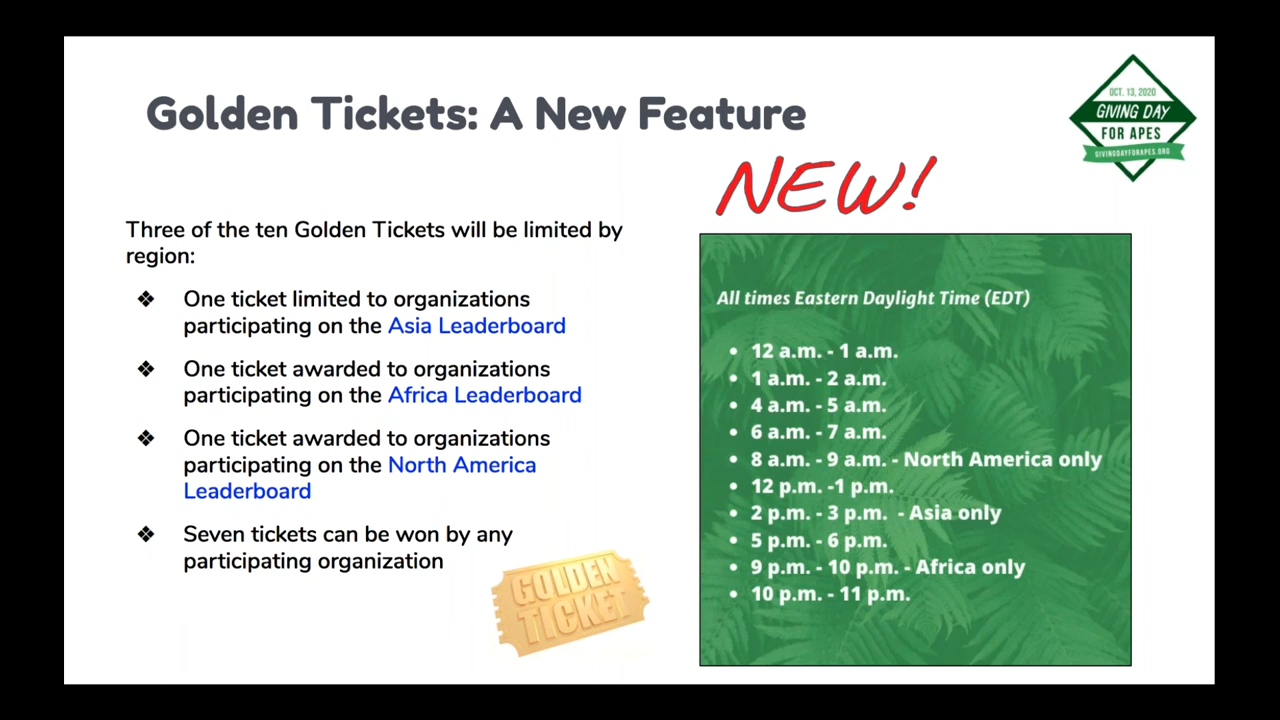 Golden Tickets: A New Feature
OCT. 13, 2020
GIVING DAY
FOR APES
GIVINGDAYFORAPES.ORG
NEW!
Three of the ten Golden Tickets will be limited by
region:
❖ One ticket limited to organizations
participating on the Asia Leaderboard
❖ One ticket awarded to organizations
participating on the Africa Leaderboard
❖ One ticket awarded to organizations
participating on the North America
Leaderboard
❖ Seven tickets can be won by any
participating organization
GOLDEN
TICKET
All times Eastern Daylight Time (EDT)
• 12 a.m. - 1 a.m.
• 1 a.m. - 2 a.m.
• 4 a.m. - 5 a.m.
• 6 a.m. - 7 a.m.
• 8 a.m. - 9 a.m. - North America only
• 12 p.m. -1 p.m.
• 2 p.m. - 3 p.m. - Asia only
• 5 p.m. - 6 p.m.
• 9 p.m. - 10 p.m. - Africa only
• 10 p.m. - 11 p.m.